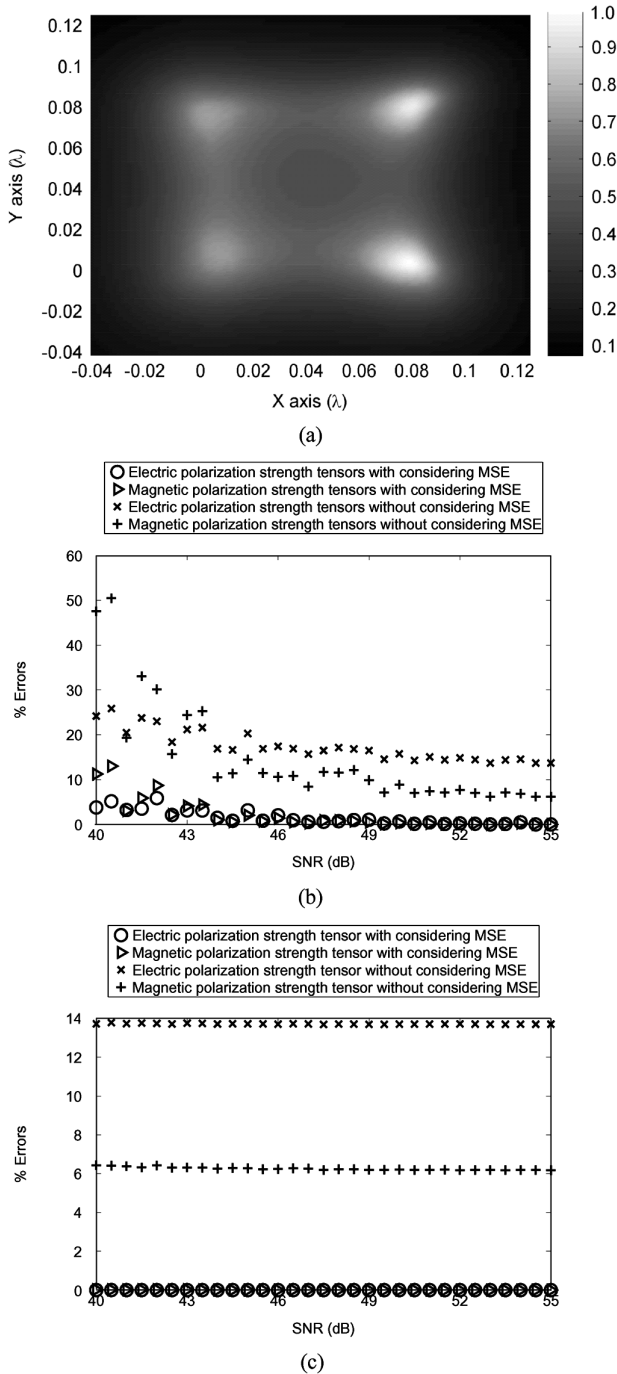 0.12
0.1
0.08
0.06
0.04
0.02
0
-0.02
-0.04
Y axis (λ)
-0.04 -0.02 0 0.02 0.04 0.06 0.08 0.1 0.12
X axis (λ)
1.0
0.9
0.8
0.7
0.6
0.5
0.4
0.3
0.2
0.1
(a)
Electric polarization strength tensors with considering MSE
Magnetic polarization strength tensors with considering MSE
Electric polarization strength tensors without considering MSE
Magnetic polarization strength tensors without considering MSE
60
50
40
30
20
10
0
% Errors
40 43 46 49 52 55
SNR (dB)
(b)
Electric polarization strength tensor with considering MSE
Magnetic polarization strength tensor with considering MSE
Electric polarization strength tensor without considering MSE
Magnetic polarization strength tensor without considering MSE
14
12
10
8
6
4
2
0
% Errors
40 43 46 49 52 55
SNR (dB)
(c)